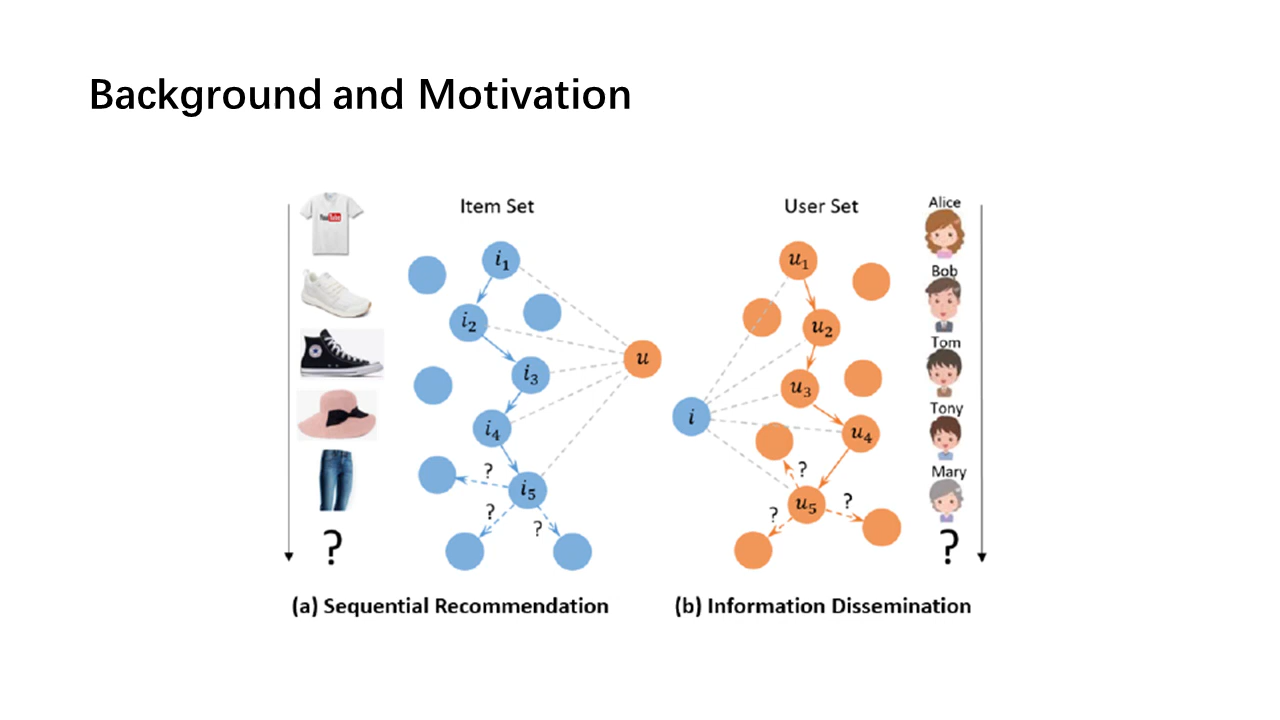 Background and Motivation
Item Set
YouTube
i1
i2
i3
i4
i5
u
?
?
?
?
(a) Sequential Recommendation
User Set
u1
u2
u3
u4
u5
i
?
?
?
Alice
Bob
Tom
Tony
Mary
?
(b) Information Dissemination